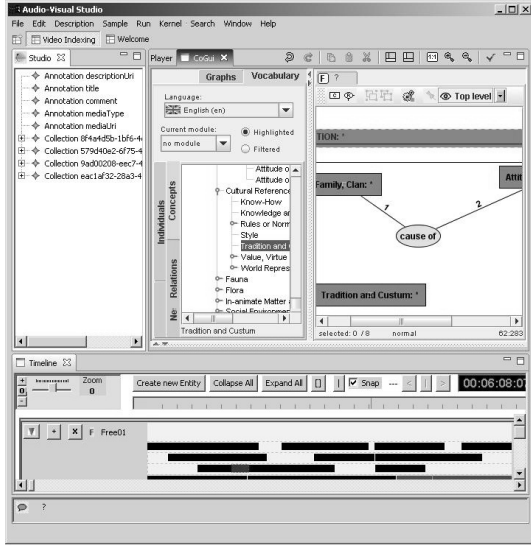 Audio-Visual Studio
File Edit Description Sample Run Kernel Search Window Help
Video Indexing Welcome
Studio
Annotation descriptionUri
Annotation title
Annotation comment
Annotation mediaType
Annotation mediaUri
Collection 8f4a4d5b-1bf6-4
Collection 579d40e2-6f75-4
Collection 9ad00208-eec7-4
Collection eac1af32-28a3-4
Player CoGui
Graphs Vocabulary
Language:
English (en)
Current module:
no module
Highlighted
Filtered
Individuals
Concepts
Relations
Ne
Attitude o
Attitude o
Cultural Reference
Know-How
Knowledge ar
Rules or Norm
Style
Tradition and C
Value, Virtue
World Repres
Fauna
Flora
In-animate Matter
Social Environment
Tradition and Custum
F ?
1:1
Top level
TION: *
Family, Clan: *
Attit
1
2
cause of
Tradition and Custum: *
selected: 0 / 8 normal 62:283
Timeline
0 Zoom
0
Create new Entity Collapse All Expand All [] | Snap --- < | > 00:06:08:07
+ X F Free01
?